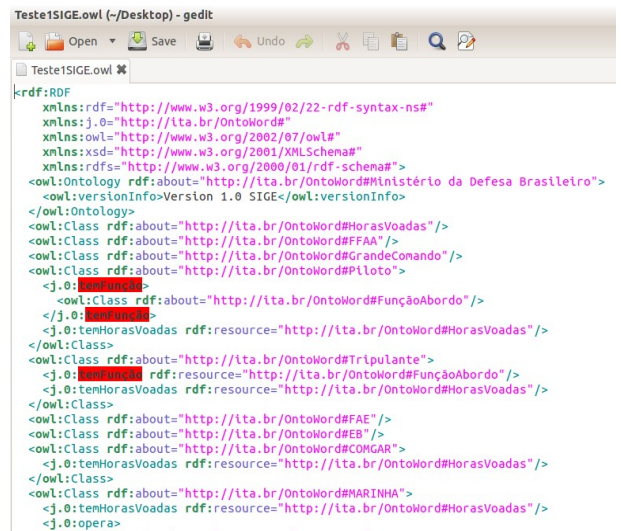 Teste1SIGE.owl (~/Desktop) - gedit
Open Save Undo
Teste1SIGE.owl
<rdf:RDF
xmlns:rdf="http://www.w3.org/1999/02/22-rdf-syntax-ns#"
xmlns:j.0="http://ita.br/OntoWord#"
xmlns:owl="http://www.w3.org/2002/07/owl#"
xmlns:xsd="http://www.w3.org/2001/XMLSchema#"
xmlns:rdfs="http://www.w3.org/2000/01/rdf-schema#">
<owl:Ontology rdf:about="http://ita.br/OntoWord#Ministério da Defesa Brasileiro">
<owl:versionInfo>Version 1.0 SIGE</owl:versionInfo>
</owl:Ontology>
<owl:Class rdf:about="http://ita.br/OntoWord#HorasVoadas"/>
<owl:Class rdf:about="http://ita.br/OntoWord#FFAA"/>
<owl:Class rdf:about="http://ita.br/OntoWord#GrandeComando"/>
<owl:Class rdf:about="http://ita.br/OntoWord#Piloto">
<j.0:temFunção>
<owl:Class rdf:about="http://ita.br/OntoWord#FunçãoAbordo"/>
</j.0:temFunção>
<j.0:temHorasVoadas rdf:resource="http://ita.br/OntoWord#HorasVoadas"/>
</owl:Class>
<owl:Class rdf:about="http://ita.br/OntoWord#Tripulante">
<j.0:temFunção rdf:resource="http://ita.br/OntoWord#FunçãoAbordo"/>
<j.0:temHorasVoadas rdf:resource="http://ita.br/OntoWord#HorasVoadas"/>
</owl:Class>
<owl:Class rdf:about="http://ita.br/OntoWord#FAE"/>
<owl:Class rdf:about="http://ita.br/OntoWord#EB"/>
<owl:Class rdf:about="http://ita.br/OntoWord#COMGAR">
<j.0:temHorasVoadas rdf:resource="http://ita.br/OntoWord#HorasVoadas"/>
</owl:Class>
<owl:Class rdf:about="http://ita.br/OntoWord#MARINHA">
<j.0:temHorasVoadas rdf:resource="http://ita.br/OntoWord#HorasVoadas"/>
<j.0:opera>